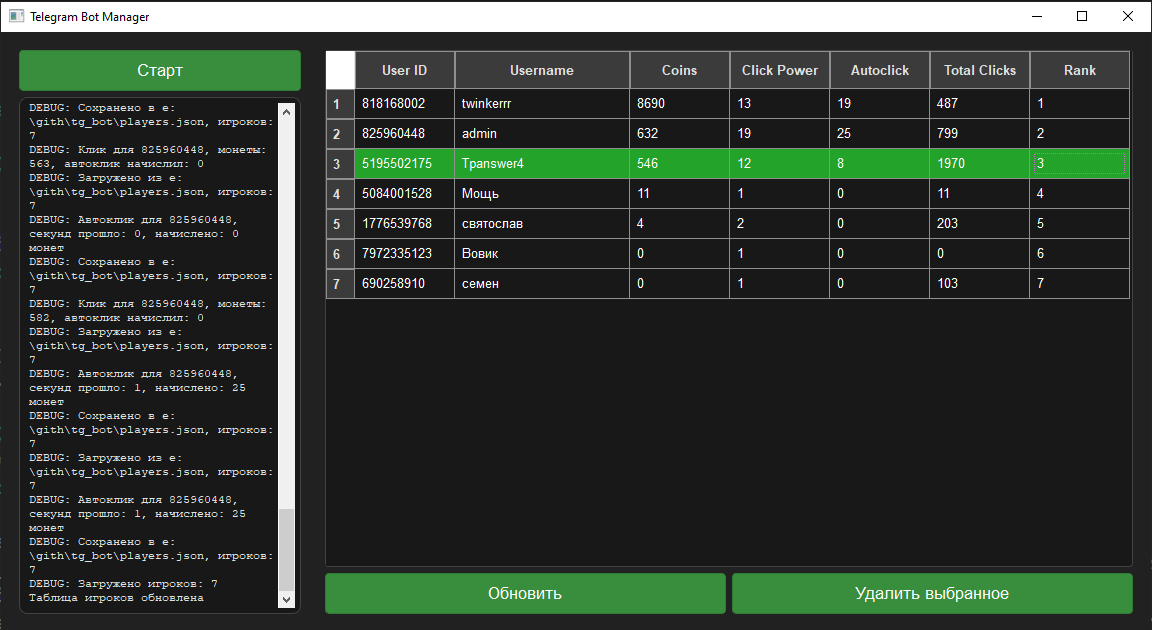 Telegram Bot Manager
Старт
DEBUG: Сохранено в e:
\gith\tg_bot\players.json, игроков:
7
DEBUG: Клик для 825960448, монеты:
563, автоклик начислил: 0
DEBUG: Загружено из e:
\gith\tg_bot\players.json, игроков:
7
DEBUG: Автоклик для 825960448,
секунд прошло: 0, начислено: 0
монет
DEBUG: Сохранено в e:
\gith\tg_bot\players.json, игроков:
7
DEBUG: Клик для 825960448, монеты:
582, автоклик начислил: 0
DEBUG: Загружено из e:
\gith\tg_bot\players.json, игроков:
7
DEBUG: Автоклик для 825960448,
секунд прошло: 1, начислено: 25
монет
DEBUG: Сохранено в e:
\gith\tg_bot\players.json, игроков:
7
DEBUG: Загружено из e:
\gith\tg_bot\players.json, игроков:
7
DEBUG: Автоклик для 825960448,
секунд прошло: 1, начислено: 25
монет
DEBUG: Сохранено в e:
\gith\tg_bot\players.json, игроков:
7
DEBUG: Загружено игроков: 7
Таблица игроков обновлена
User ID Username Coins Click Power Autoclick Total Clicks Rank
1 818168002 twinkerrr 8690 13 19 487 1
2 825960448 admin 632 19 25 799 2
3 5195502175 Tpanswer4 546 12 8 1970 3
4 5084001528 Мощь 11 1 0 11 4
5 1776539768 святослав 4 2 0 203 5
6 7972335123 Вовик 0 1 0 0 6
7 690258910 семен 0 1 0 103 7
Обновить
Удалить выбранное